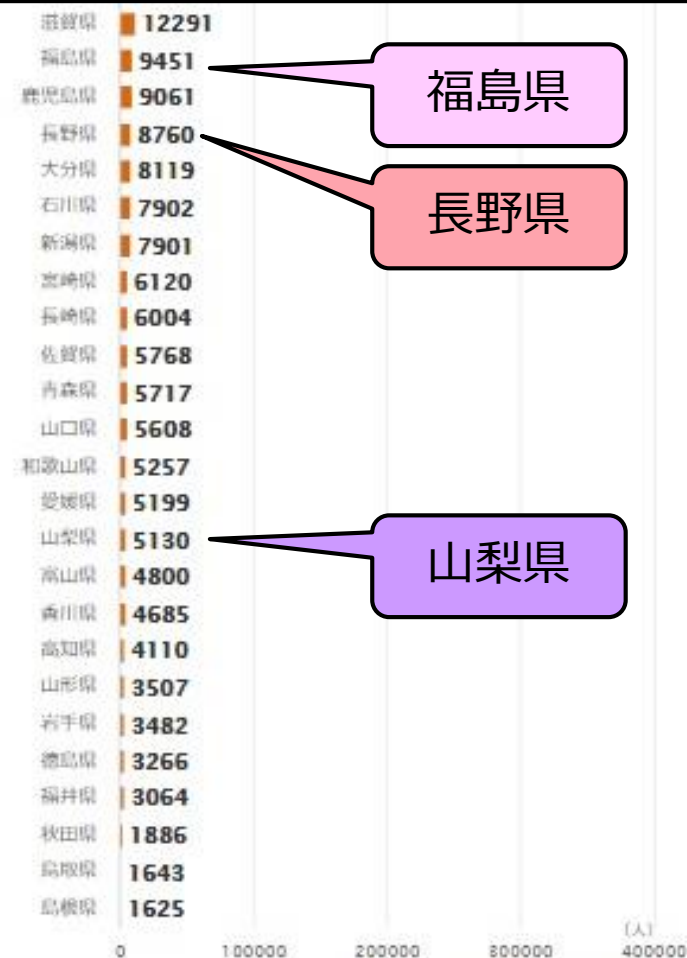 滋賀県 12291
福島県 9451
福島県
鹿児島県 9061
長野県 8760
長野県
大分県 8119
石川県 7902
新潟県 7901
宮崎県 6120
長崎県 6004
佐賀県 5768
青森県 5717
山口県 5608
和歌山県 5257
愛媛県 5199
山梨県 5130
山梨県
富山県 4800
香川県 4685
高知県 4110
山形県 3507
岩手県 3482
徳島県 3266
福井県 3064
秋田県 1886
鳥取県 1643
島根県 1625
(人)
0 100000 200000 300000 400000